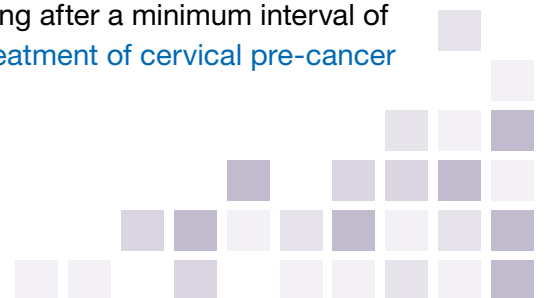 ng after a minimum interval of
eatment of cervical pre-cancer